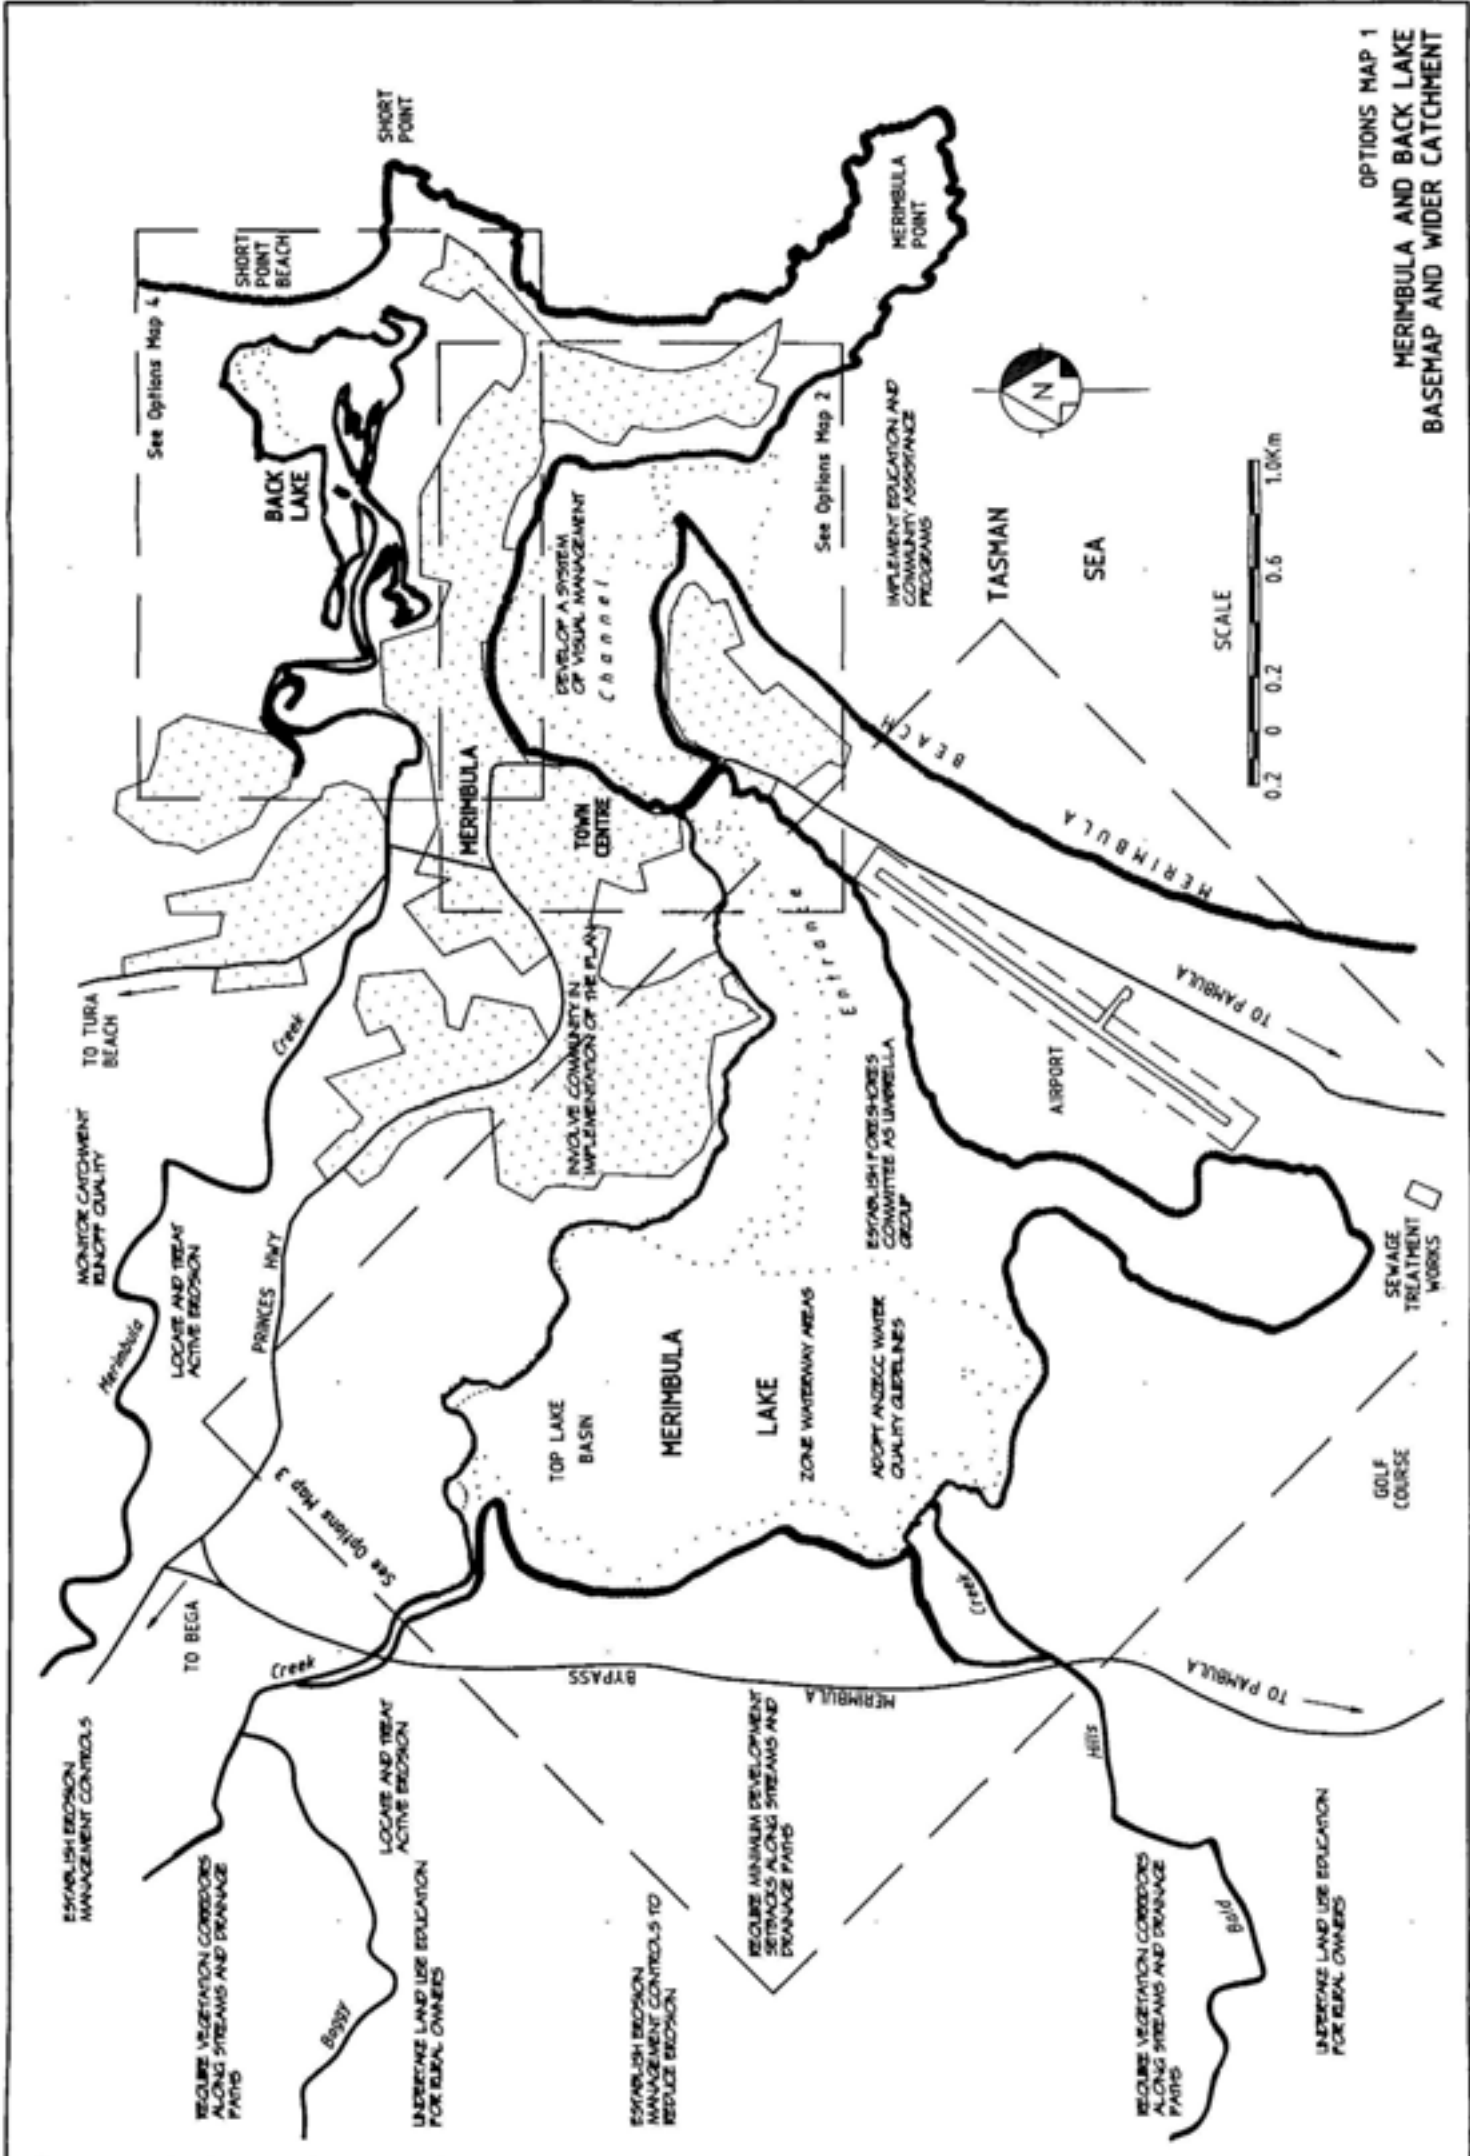 ESTABLISH EROSION
MANAGEMENT CONTROLS
REQUIRE VEGETATION CORRIDORS
ALONG STREAMS AND DRAINAGE
PATHS
Boggy
Creek
UNDERTAKE LAND USE EDUCATION
FOR RURAL OWNERS
LOCATE AND TREAT
ACTIVE EROSION
ESTABLISH EROSION
MANAGEMENT CONTROLS TO
REDUCE EROSION
REQUIRE MINIMUM DEVELOPMENT
SETBACKS ALONG STREAMS AND
DRAINAGE PATHS
REQUIRE VEGETATION CORRIDORS
ALONG STREAMS AND DRAINAGE
PATHS
Bald
Hills
Creek
UNDERTAKE LAND USE EDUCATION
FOR RURAL OWNERS
TO BEGA
MERIMBULA
BYPASS
TO PAMBULA
See Options Map 3
MONITOR CATCHMENT
RUNOFF QUALITY
LOCATE AND TREAT
ACTIVE EROSION
Merimbula
Creek
PRINCES HWY
TO TURA
BEACH
TOP LAKE
BASIN
MERIMBULA
LAKE
ZONE WATERWAY AREAS
ADOPT ANZECC WATER
QUALITY GUIDELINES
ESTABLISH FORESHORES
COMMITTEE AS UMBRELLA
GROUP
GOLF
COURSE
SEWAGE
TREATMENT
WORKS
INVOLVE COMMUNITY IN
IMPLEMENTATION OF THE PLAN
MERIMBULA
TOWN
CENTRE
Entrance
AIRPORT
TO PAMBULA
MERIMBULA
BEACH
DEVELOP A SYSTEM
OF VISUAL MANAGEMENT
Channel
See Options Map 4
BACK
LAKE
SHORT
POINT
BEACH
SHORT
POINT
See Options Map 2
IMPLEMENT EDUCATION AND
COMMUNITY ASSISTANCE
PROGRAMS
TASMAN
SEA
MERIMBULA
POINT
N
SCALE
0.2 0 0.2 0.6 1.0Km
OPTIONS MAP 1
MERIMBULA AND BACK LAKE
BASEMAP AND WIDER CATCHMENT